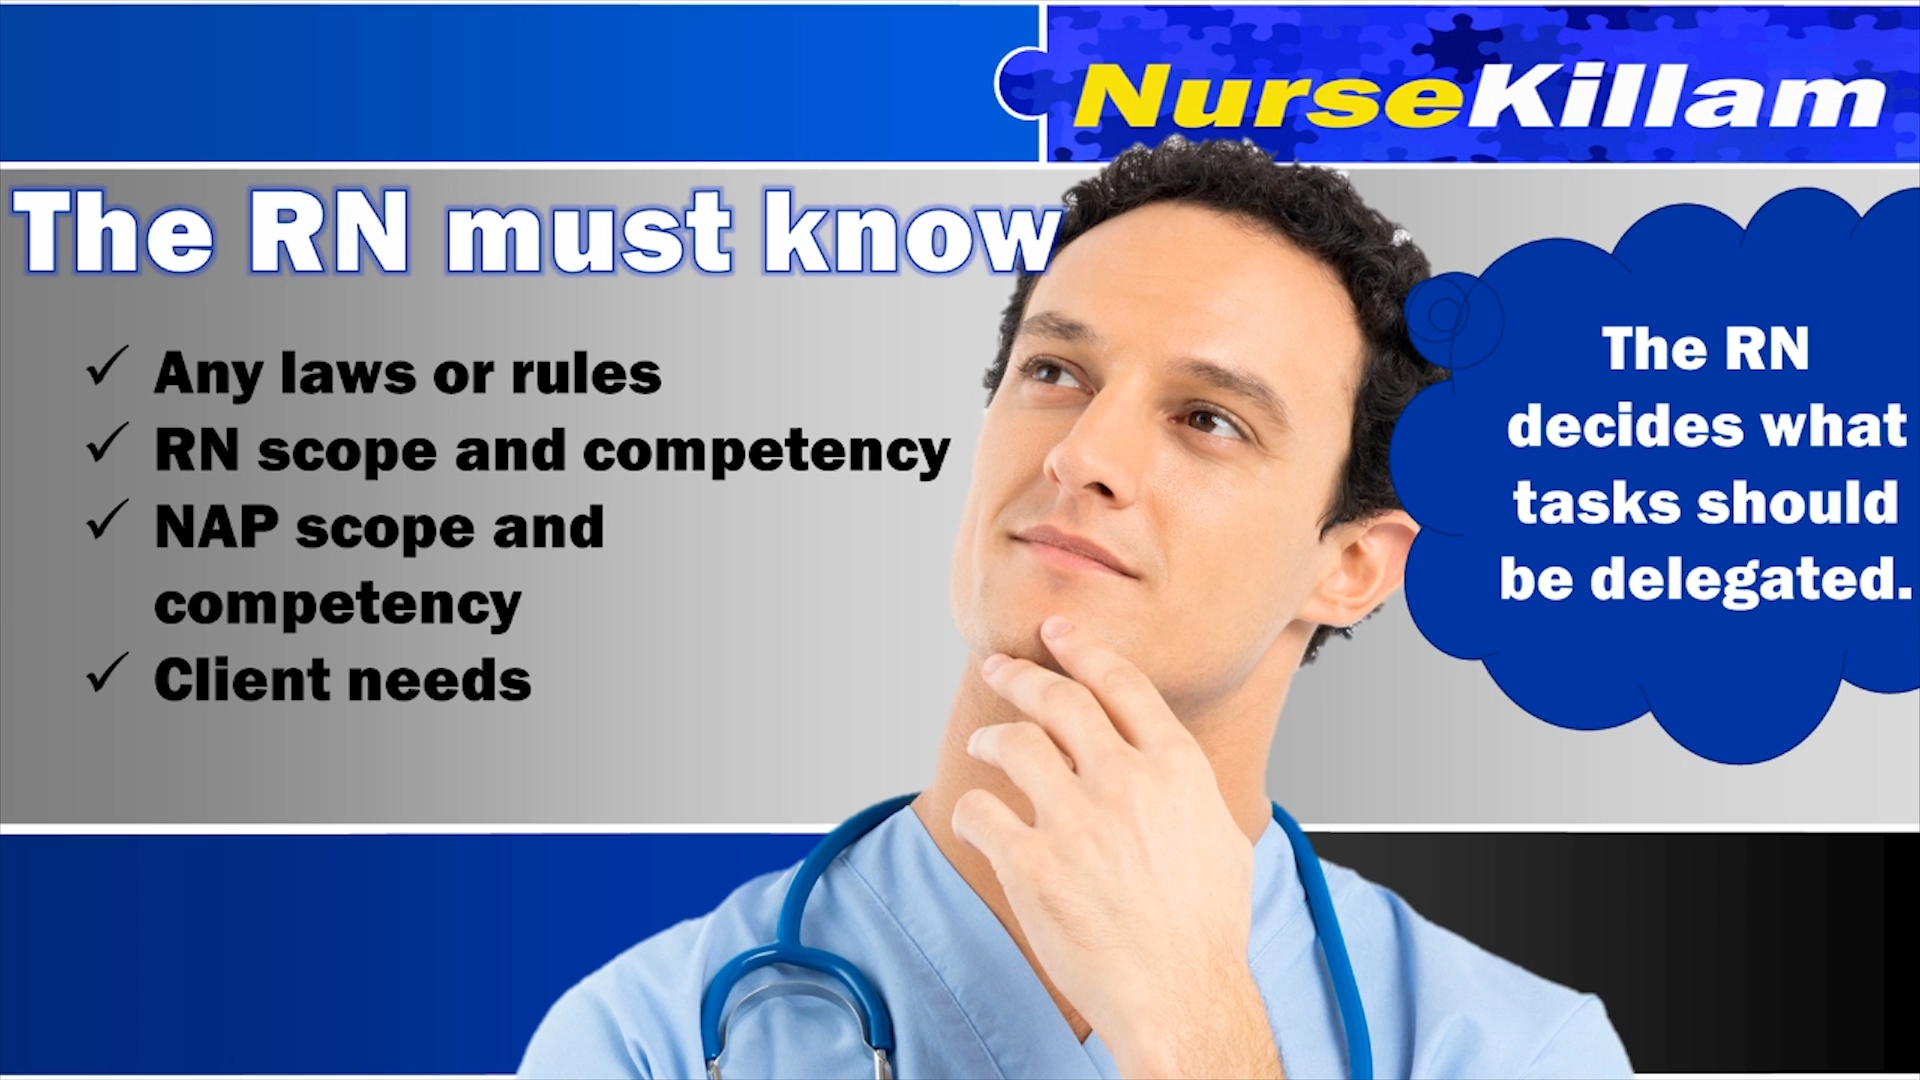 NurseKillam
The RN must know
Any laws or rules
RN scope and competency
NAP scope and
competency
Client needs
The RN
decides what
tasks should
be delegated.